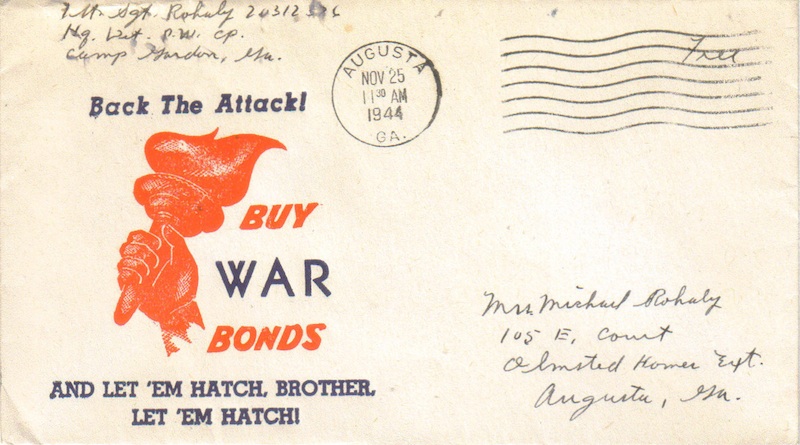 1st Sgt. Rohaly
Hq. Det. P.W. Cp.
Camp Gordon, Ga.
AUGUSTA
NOV 25
11 30 AM
1944
GA.
Free
Back The Attack!
BUY
WAR
BONDS
AND LET 'EM HATCH, BROTHER,
LET 'EM HATCH!
Mrs. Michael Rohaly
105 E. Court
Olmsted Homes Ext.
Augusta, Ga.